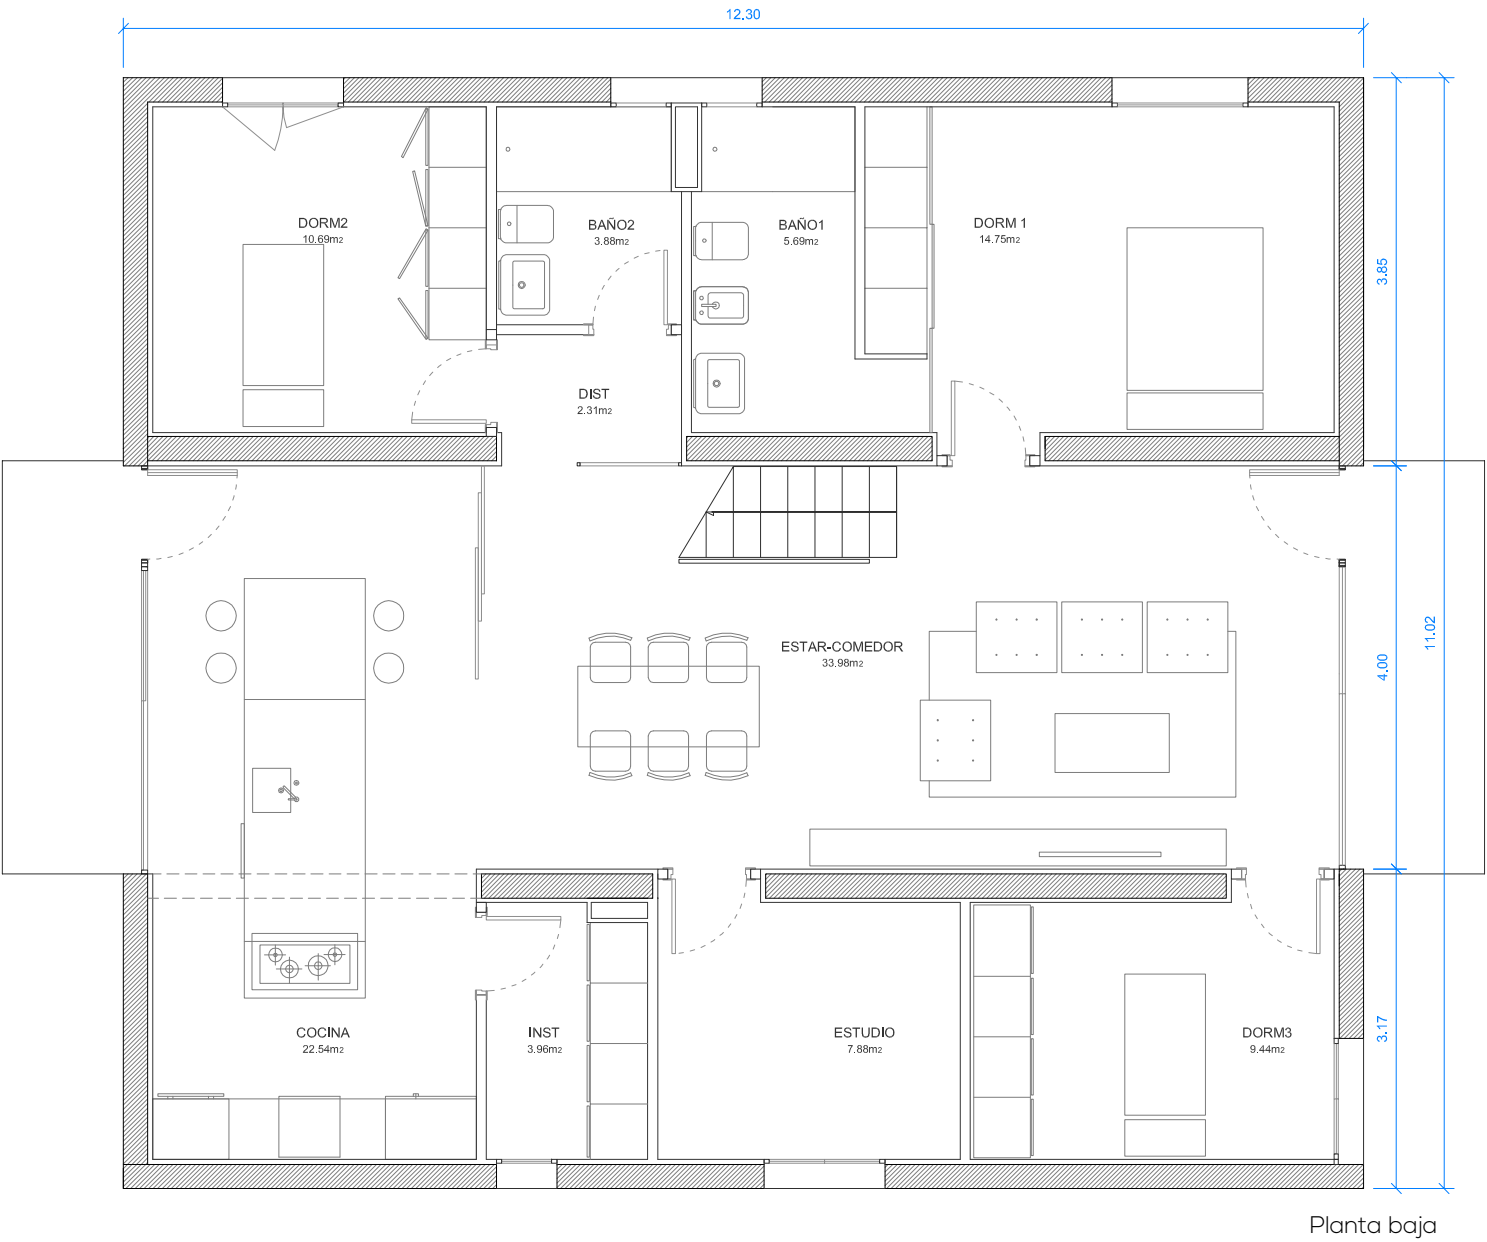 12.30
DORM2
10.69m2
BAÑO2
3.88m2
BAÑO1
5.69m2
DORM 1
14.75m2
3.85
DIST
2.31m2
ESTAR-COMEDOR
33.98m2
4.00
11.02
COCINA
22.54m2
INST
3.96m2
ESTUDIO
7.88m2
DORM3
9.44m2
3.17
Planta baja